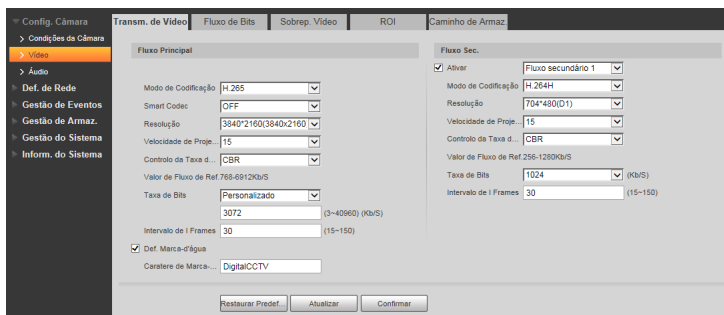 Config. Câmara
Condições da Câmara
Vídeo
Áudio
Def. de Rede
Gestão de Eventos
Gestão de Armaz.
Gestão do Sistema
Inform. do Sistema
Transm. de Vídeo Fluxo de Bits Sobrep. Vídeo ROI Caminho de Armaz.
Fluxo Principal
Modo de Codificação H.265
Smart Codec OFF
Resolução 3840*2160(3840x2160)
Velocidade de Proje... 15
Controlo da Taxa d... CBR
Valor de Fluxo de Ref.768-6912Kb/S
Taxa de Bits Personalizado
3072 (3~40960) (Kb/S)
Intervalo de I Frames 30 (15~150)
Def. Marca-d'água
Caratere de Marca-... DigitalCCTV
Fluxo Sec.
Ativar Fluxo secundário 1
Modo de Codificação H.264H
Resolução 704*480(D1)
Velocidade de Proje... 15
Controlo da Taxa d... CBR
Valor de Fluxo de Ref.256-1280Kb/S
Taxa de Bits 1024 (Kb/S)
Intervalo de I Frames 30 (15~150)
Restaurar Predef... Atualizar Confirmar